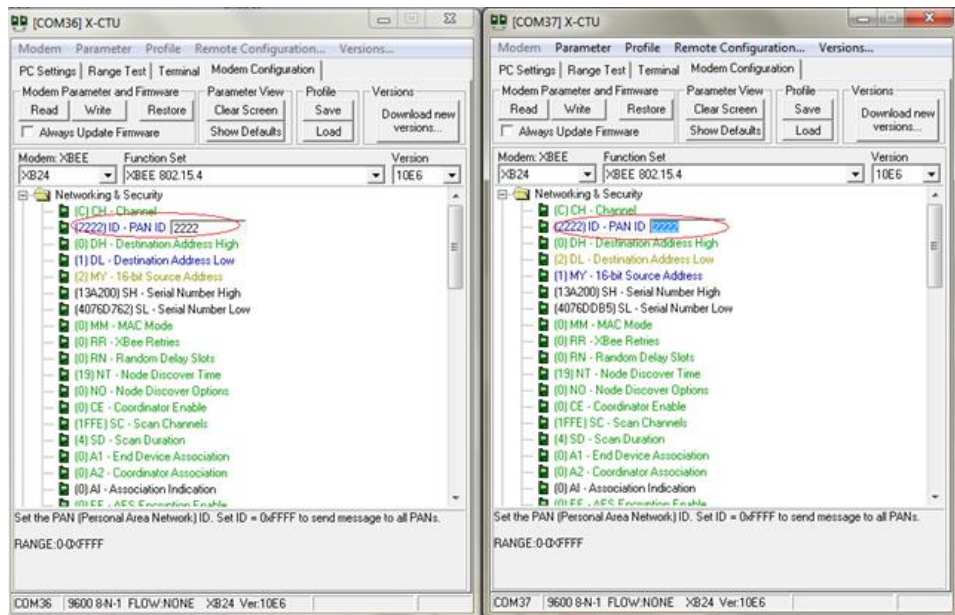 [COM36] X-CTU
Modem Parameter Profile Remote Configuration... Versions...
PC Settings Range Test Terminal Modem Configuration
Modem Parameter and Firmware Parameter View Profile Versions
Read Write Restore Clear Screen Save Download new versions...
Always Update Firmware Show Defaults Load
Modem: XBEE Function Set Version
XB24 XBEE 802.15.4 10E6
Networking & Security
(C) CH - Channel
(2222) ID - PAN ID 2222
(0) DH - Destination Address High
(1) DL - Destination Address Low
(2) MY - 16-bit Source Address
(13A200) SH - Serial Number High
(4076D762) SL - Serial Number Low
(0) MM - MAC Mode
(0) RR - XBee Retries
(0) RN - Random Delay Slots
(19) NT - Node Discover Time
(0) NO - Node Discover Options
(0) CE - Coordinator Enable
(1FFE) SC - Scan Channels
(4) SD - Scan Duration
(0) A1 - End Device Association
(0) A2 - Coordinator Association
(0) AI - Association Indication
(0) EE - AES Encryption Enable
Set the PAN (Personal Area Network) ID. Set ID = 0xFFFF to send message to all PANs.
RANGE:0-0XFFFF
COM36 9600 8-N-1 FLOW:NONE XB24 Ver:10E6
[COM37] X-CTU
Modem Parameter Profile Remote Configuration... Versions...
PC Settings Range Test Terminal Modem Configuration
Modem Parameter and Firmware Parameter View Profile Versions
Read Write Restore Clear Screen Save Download new versions...
Always Update Firmware Show Defaults Load
Modem: XBEE Function Set Version
XB24 XBEE 802.15.4 10E6
Networking & Security
(C) CH - Channel
(2222) ID - PAN ID 2222
(0) DH - Destination Address High
(2) DL - Destination Address Low
(1) MY - 16-bit Source Address
(13A200) SH - Serial Number High
(4076DDB5) SL - Serial Number Low
(0) MM - MAC Mode
(0) RR - XBee Retries
(0) RN - Random Delay Slots
(19) NT - Node Discover Time
(0) NO - Node Discover Options
(0) CE - Coordinator Enable
(1FFE) SC - Scan Channels
(4) SD - Scan Duration
(0) A1 - End Device Association
(0) A2 - Coordinator Association
(0) AI - Association Indication
(0) EE - AES Encryption Enable
Set the PAN (Personal Area Network) ID. Set ID = 0xFFFF to send message to all PANs.
RANGE:0-0XFFFF
COM37 9600 8-N-1 FLOW:NONE XB24 Ver:10E6